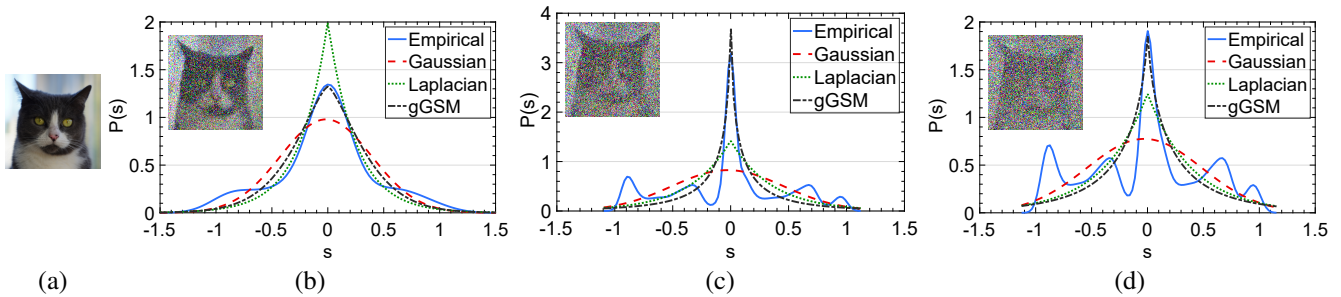 2
1.5
1
0.5
0
-1.5 -1 -0.5 0 0.5 1 1.5
P(s)
s
Empirical
Gaussian
Laplacian
gGSM
4
3
2
1
0
-1.5 -1 -0.5 0 0.5 1 1.5
P(s)
s
Empirical
Gaussian
Laplacian
gGSM
2
1.5
1
0.5
0
-1.5 -1 -0.5 0 0.5 1 1.5
P(s)
s
Empirical
Gaussian
Laplacian
gGSM
(a) (b) (c) (d)